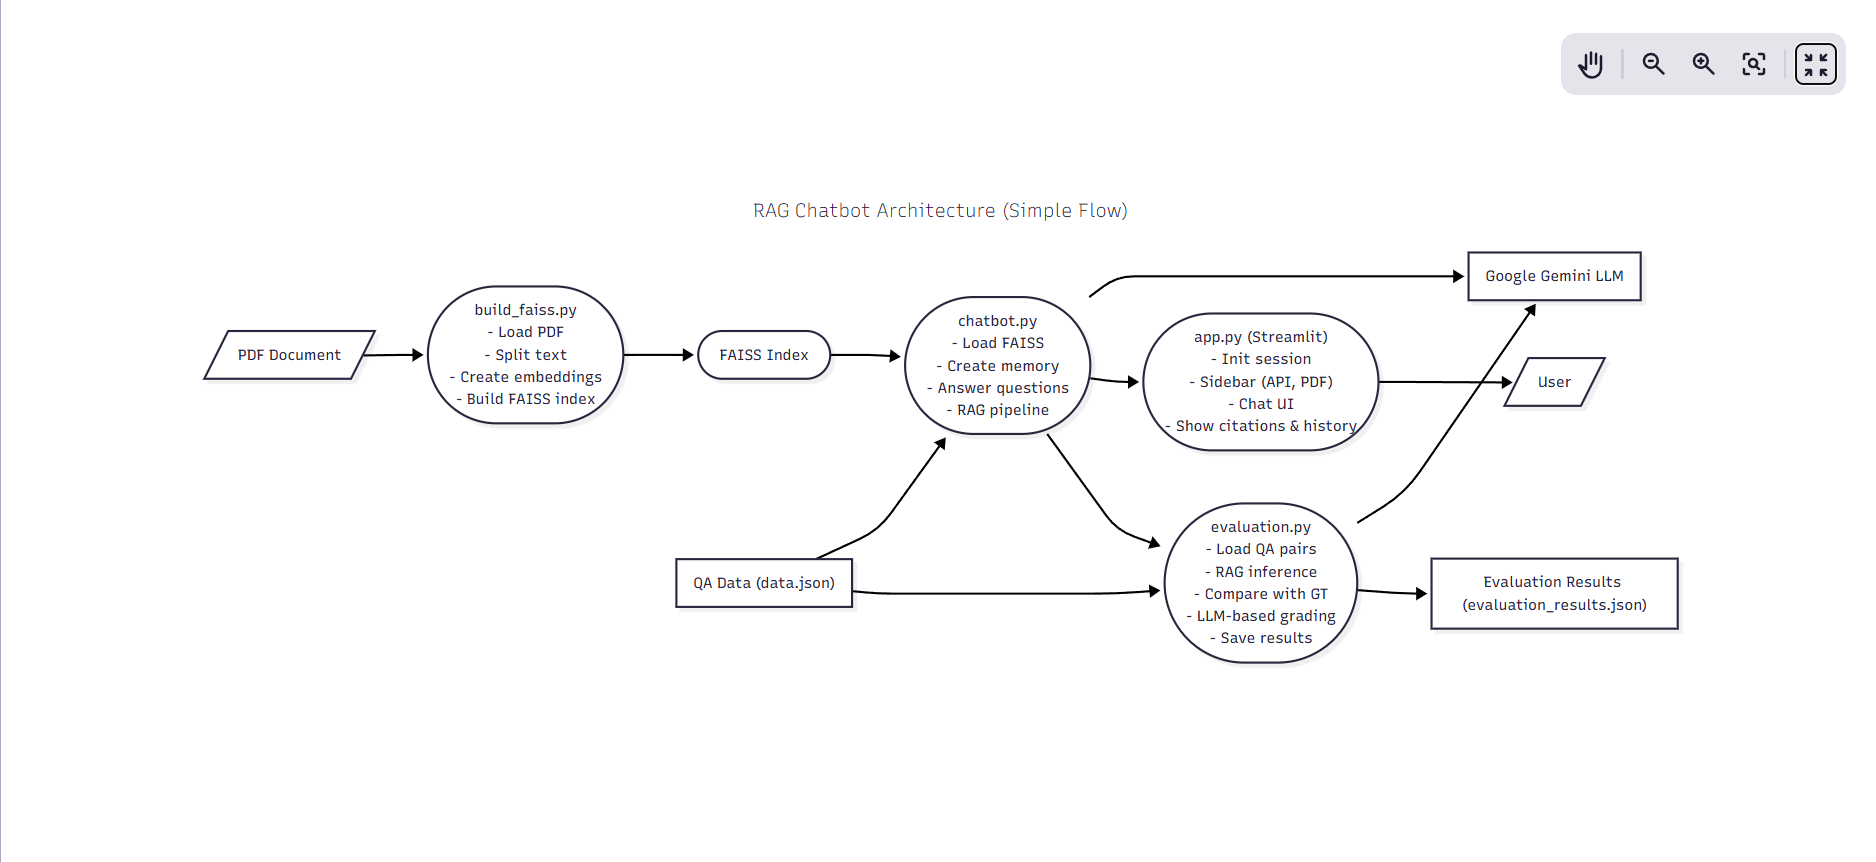 RAG Chatbot Architecture (Simple Flow)
PDF Document
build_faiss.py
- Load PDF
- Split text
- Create embeddings
- Build FAISS index
FAISS Index
chatbot.py
- Load FAISS
- Create memory
- Answer questions
- RAG pipeline
Google Gemini LLM
app.py (Streamlit)
- Init session
- Sidebar (API, PDF)
- Chat UI
- Show citations & history
User
QA Data (data.json)
evaluation.py
- Load QA pairs
- RAG inference
- Compare with GT
- LLM-based grading
- Save results
Evaluation Results
(evaluation_results.json)